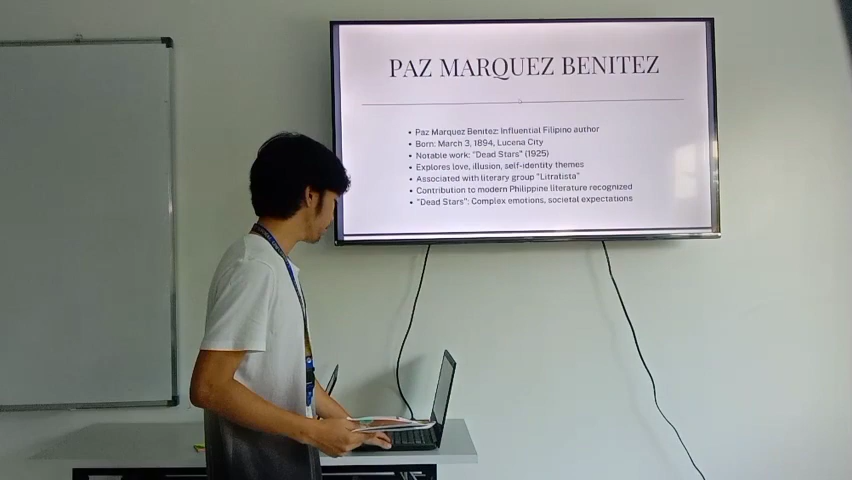 PAZ MARQUEZ BENITEZ
• Paz Marquez Benitez: Influential Filipino author
• Born: March 3, 1894, Lucena City
• Notable work: "Dead Stars" (1925)
• Explores love, illusion, self-identity themes
• Associated with literary group "Litratista"
• Contribution to modern Philippine literature recognized
• "Dead Stars": Complex emotions, societal expectations